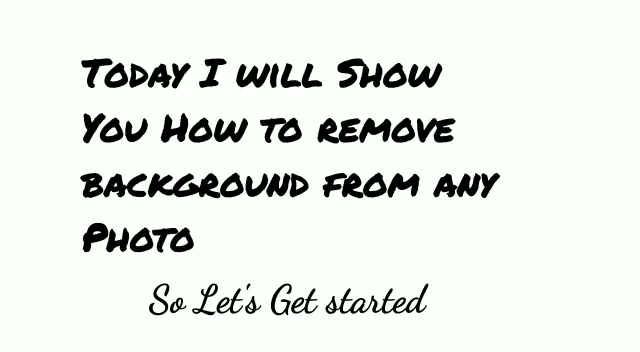 Today I will Show
You How to remove
background from any
Photo
So Let's Get started